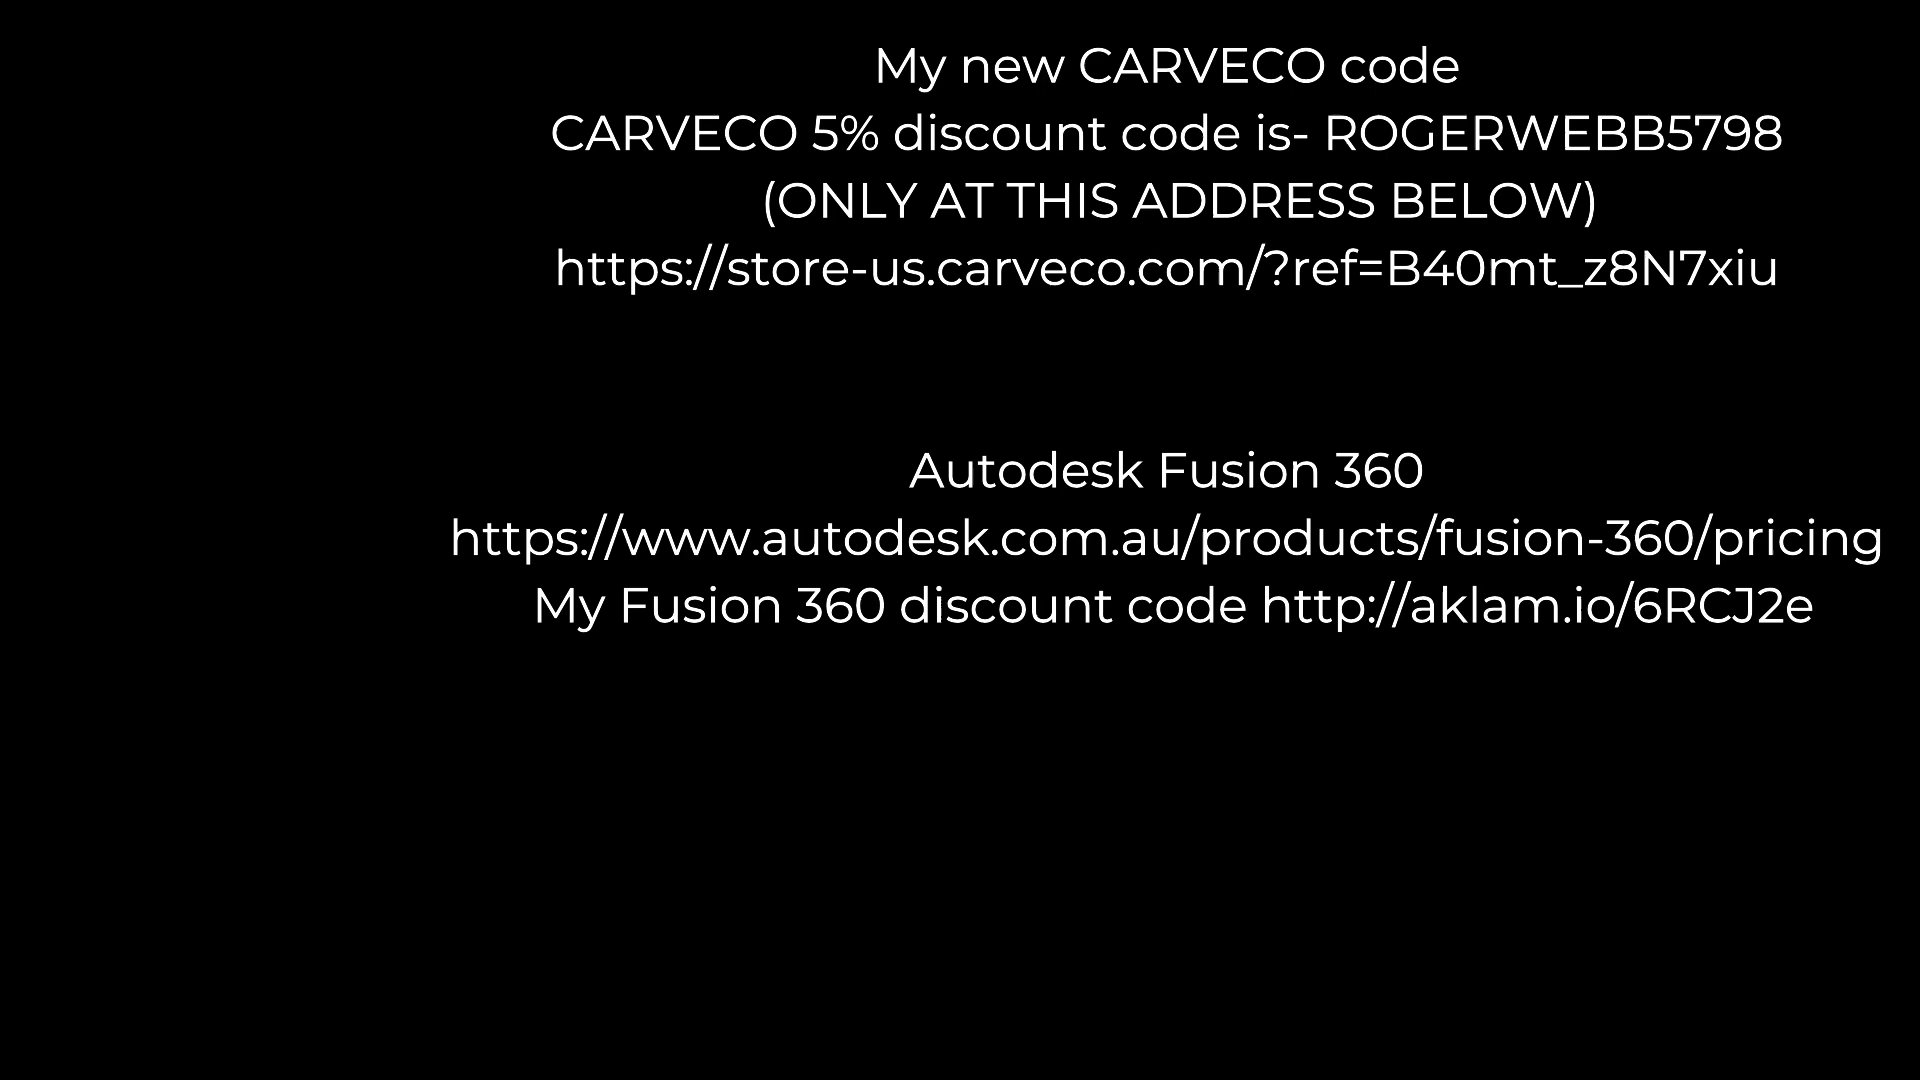 My new CARVECO code
CARVECO 5% discount code is- ROGERWEBB5798
(ONLY AT THIS ADDRESS BELOW)
https://store-us.carveco.com/?ref=B40mt_z8N7xiu
Autodesk Fusion 360
https://www.autodesk.com.au/products/fusion-360/pricing
My Fusion 360 discount code http://aklam.io/6RCJ2e